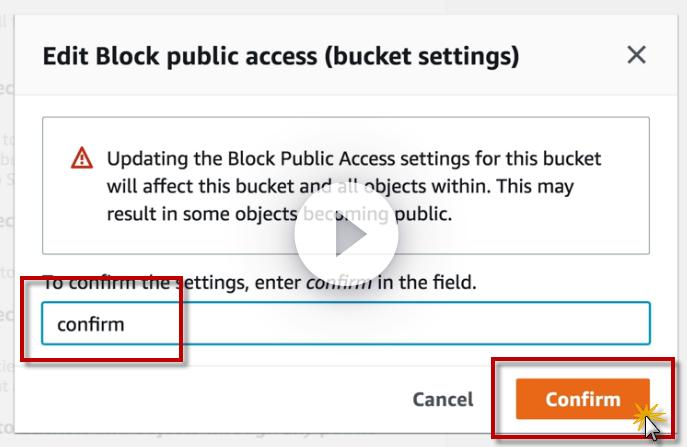 Edit Block public access (bucket settings)
Updating the Block Public Access settings for this bucket
will affect this bucket and all objects within. This may
result in some objects becoming public.
To confirm the settings, enter confirm in the field.
confirm
Cancel
Confirm